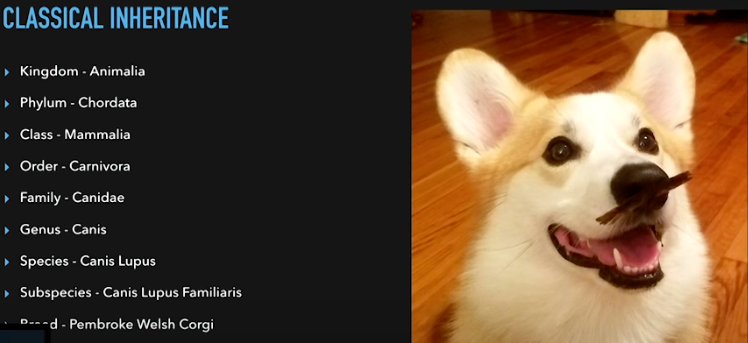 CLASSICAL INHERITANCE
Kingdom - Animalia
Phylum - Chordata
Class - Mammalia
Order - Carnivora
Family - Canidae
Genus - Canis
Species - Canis Lupus
Subspecies - Canis Lupus Familiaris
Breed - Pembroke Welsh Corgi